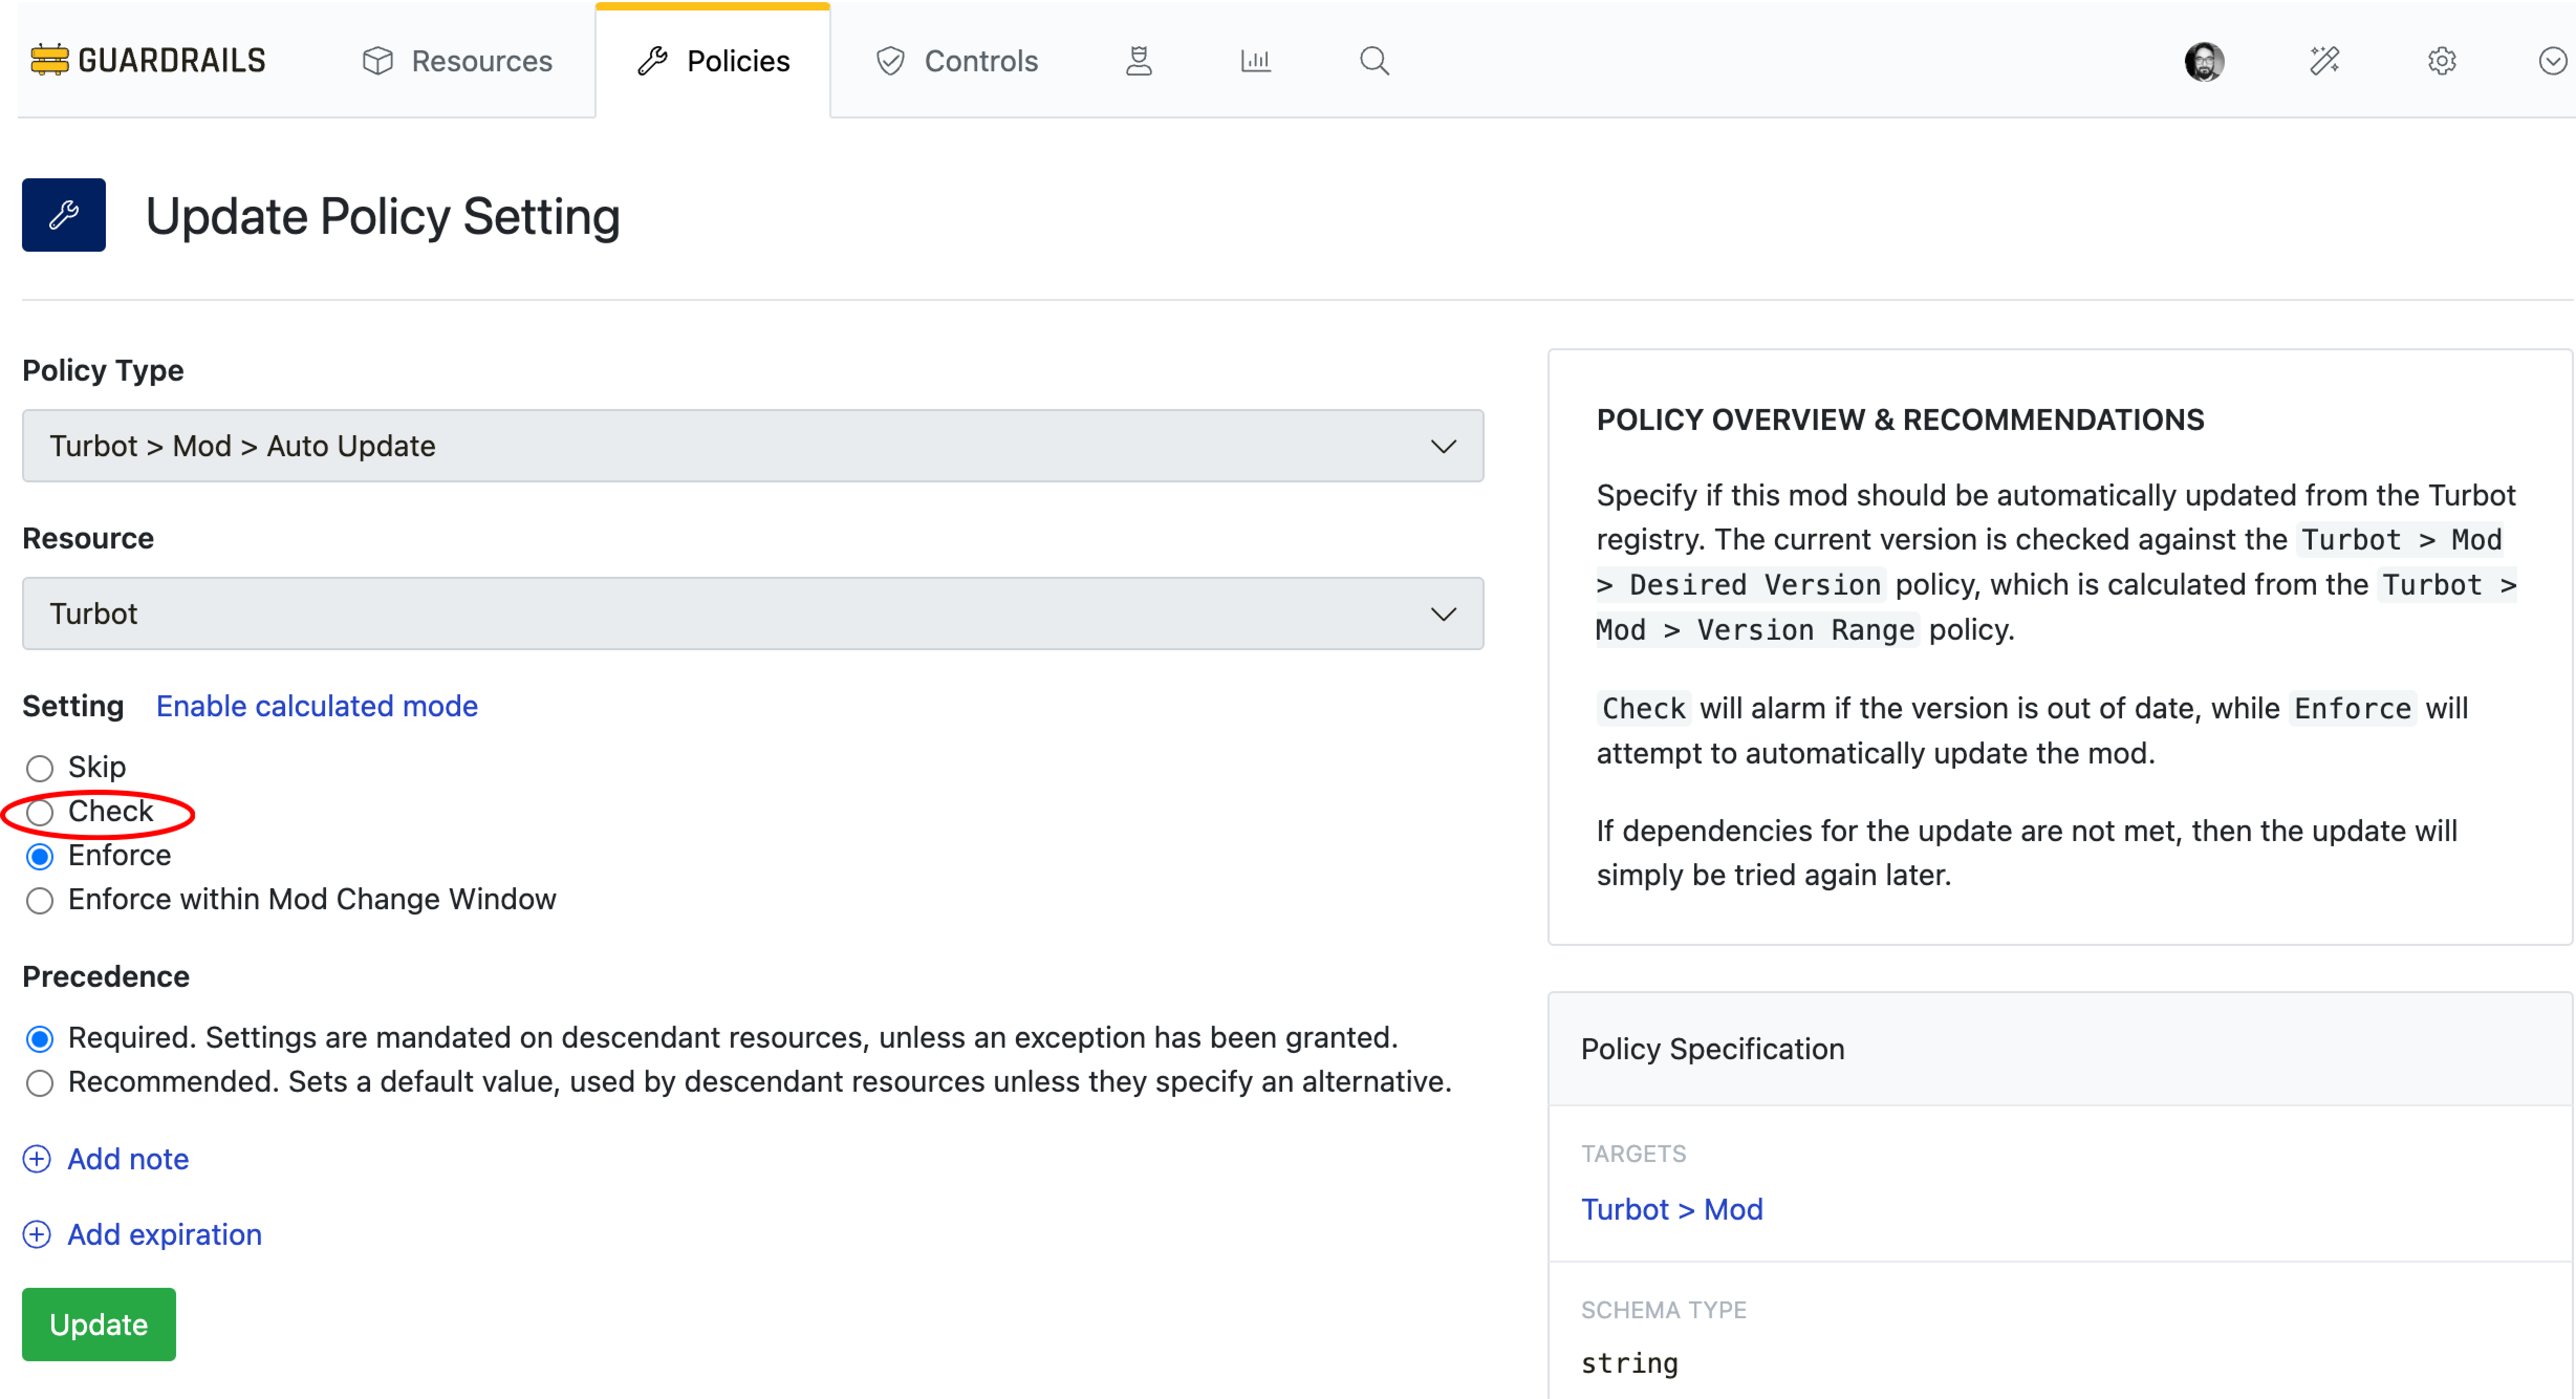 GUARDRAILS
Resources
Policies
Controls
Update Policy Setting
Policy Type
Turbot > Mod > Auto Update
Resource
Turbot
Setting Enable calculated mode
Skip
Check
Enforce
Enforce within Mod Change Window
Precedence
Required. Settings are mandated on descendant resources, unless an exception has been granted.
Recommended. Sets a default value, used by descendant resources unless they specify an alternative.
Add note
Add expiration
Update
POLICY OVERVIEW & RECOMMENDATIONS
Specify if this mod should be automatically updated from the Turbot
registry. The current version is checked against the Turbot > Mod
> Desired Version policy, which is calculated from the Turbot >
Mod > Version Range policy.
Check will alarm if the version is out of date, while Enforce will
attempt to automatically update the mod.
If dependencies for the update are not met, then the update will
simply be tried again later.
Policy Specification
TARGETS
Turbot > Mod
SCHEMA TYPE
string